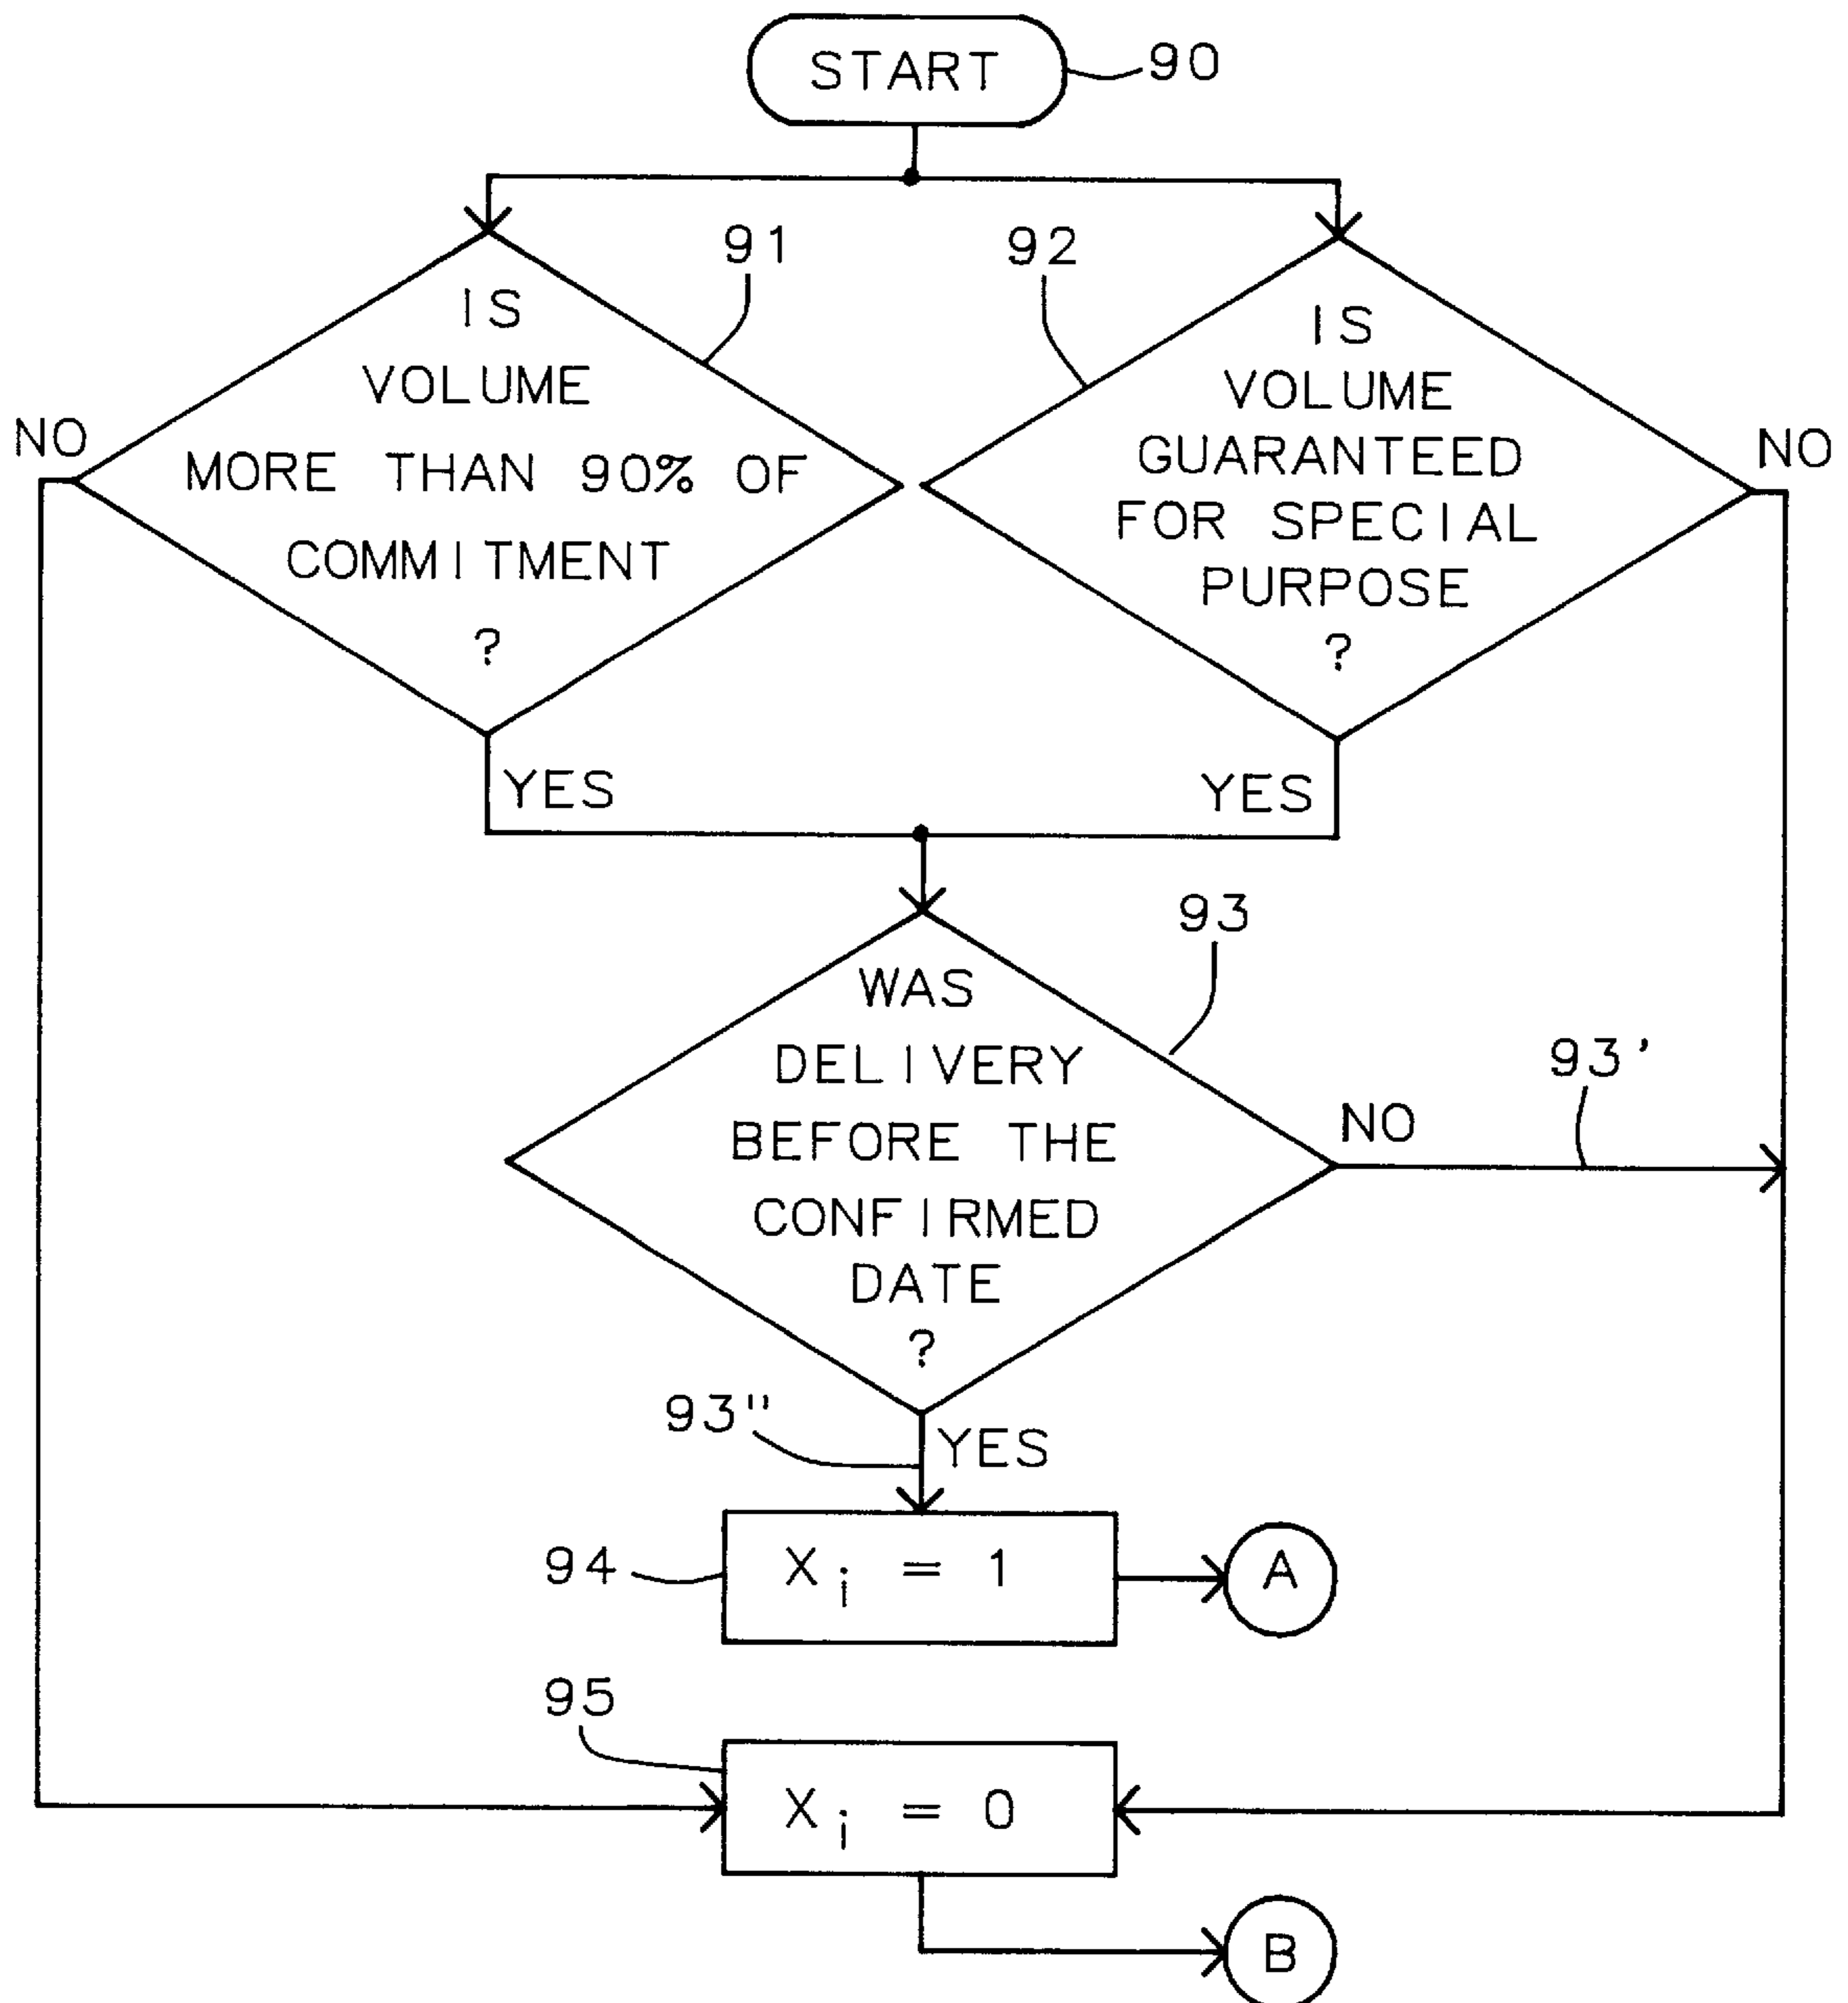 START
90
91
92
IS
VOLUME
MORE THAN 90% OF
COMMITMENT
?
NO
YES
IS
VOLUME
GUARANTEED
FOR SPECIAL
PURPOSE
?
NO
YES
93
WAS
DELIVERY
BEFORE THE
CONFIRMED
DATE
?
NO
93'
93"
YES
94
Xi = 1
A
95
Xi = 0
B